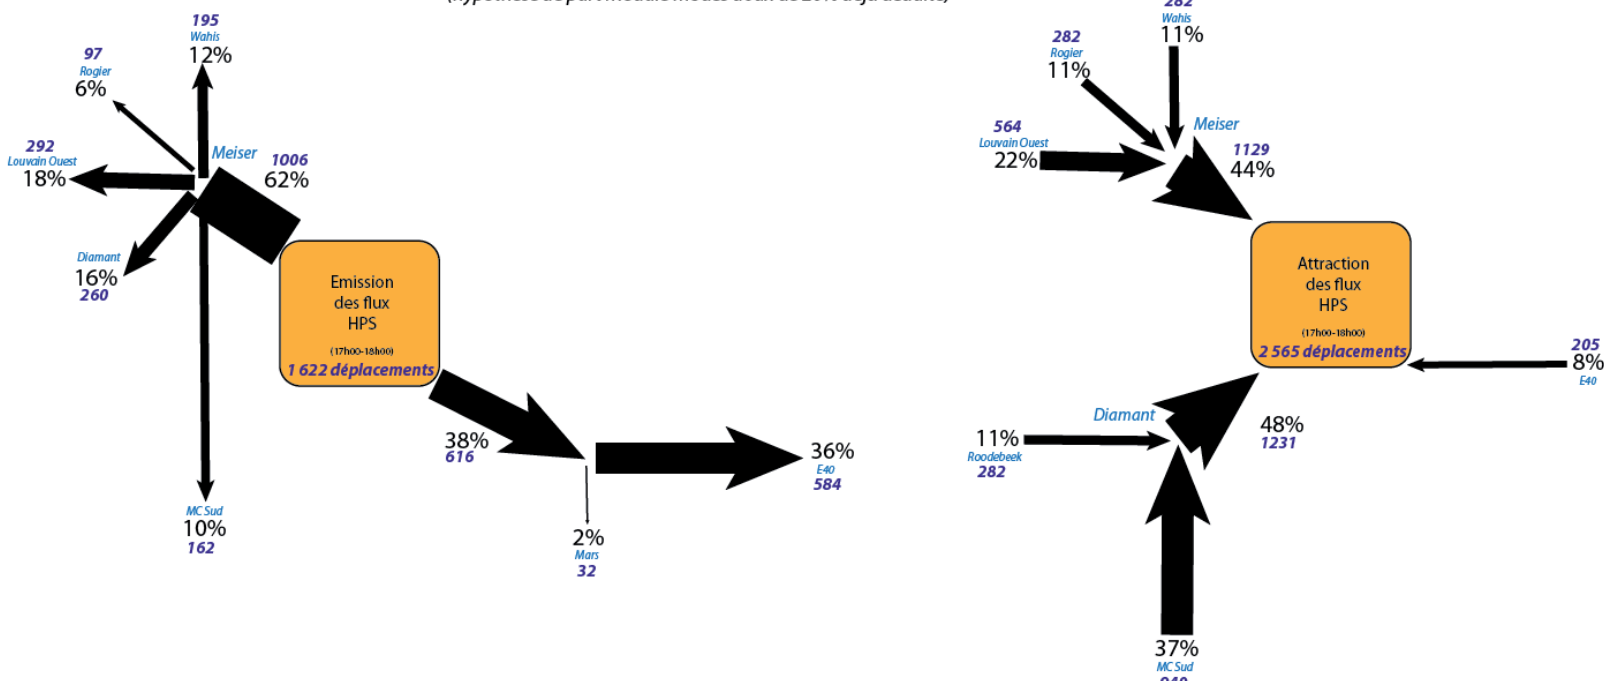 195
Wahis
12%
97
Rogier
6%
292
Louvain Ouest
18%
Meiser
1006
62%
Diamant
16%
260
Emission
des flux
HPS
(17h00-18h00)
1 622 déplacements
38%
616
36%
E40
584
MC Sud
10%
162
2%
Mars
32
282
Wahis
11%
282
Rogier
11%
564
Louvain Ouest
22%
Meiser
1129
44%
Attraction
des flux
HPS
(17h00-18h00)
2 565 déplacements
205
8%
E40
Diamant
48%
1231
11%
Roodebeek
282
37%
MC Sud